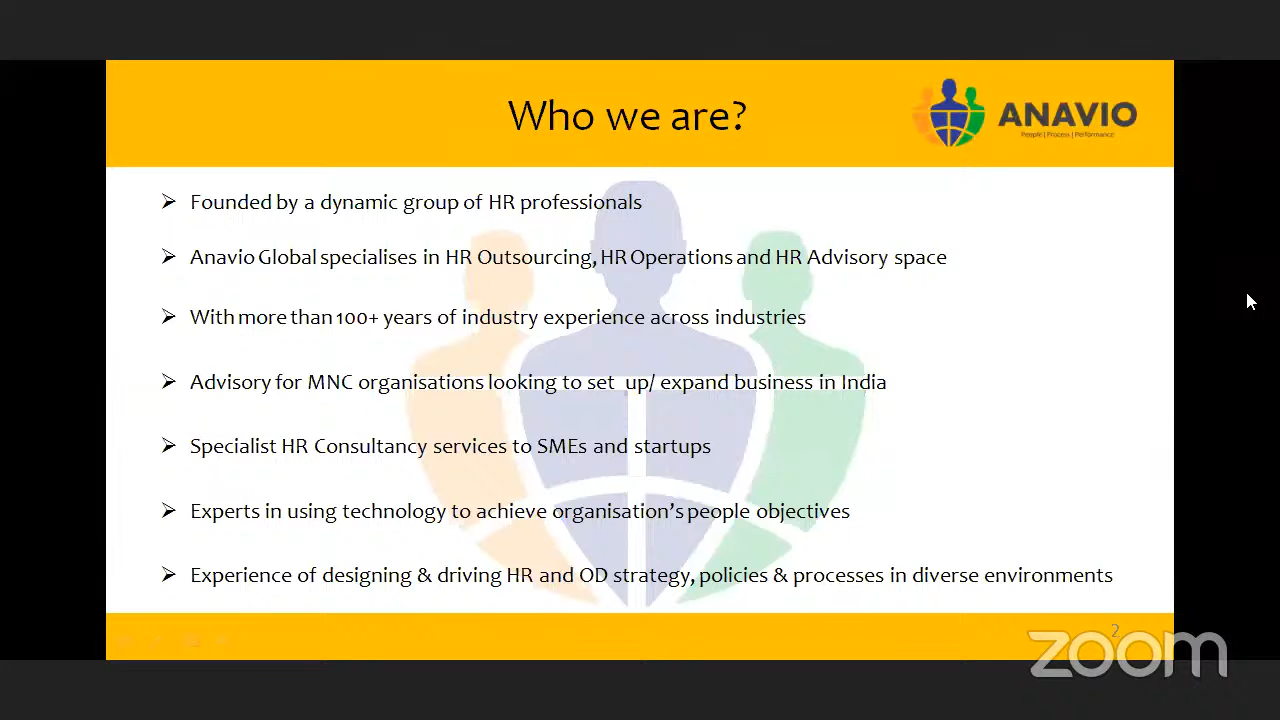 Who we are?
ANAVIO
People | Process | Performance
Founded by a dynamic group of HR professionals
Anavio Global specialises in HR Outsourcing, HR Operations and HR Advisory space
With more than 100+ years of industry experience across industries
Advisory for MNC organisations looking to set up/ expand business in India
Specialist HR Consultancy services to SMEs and startups
Experts in using technology to achieve organisation's people objectives
Experience of designing & driving HR and OD strategy, policies & processes in diverse environments
2
zoom